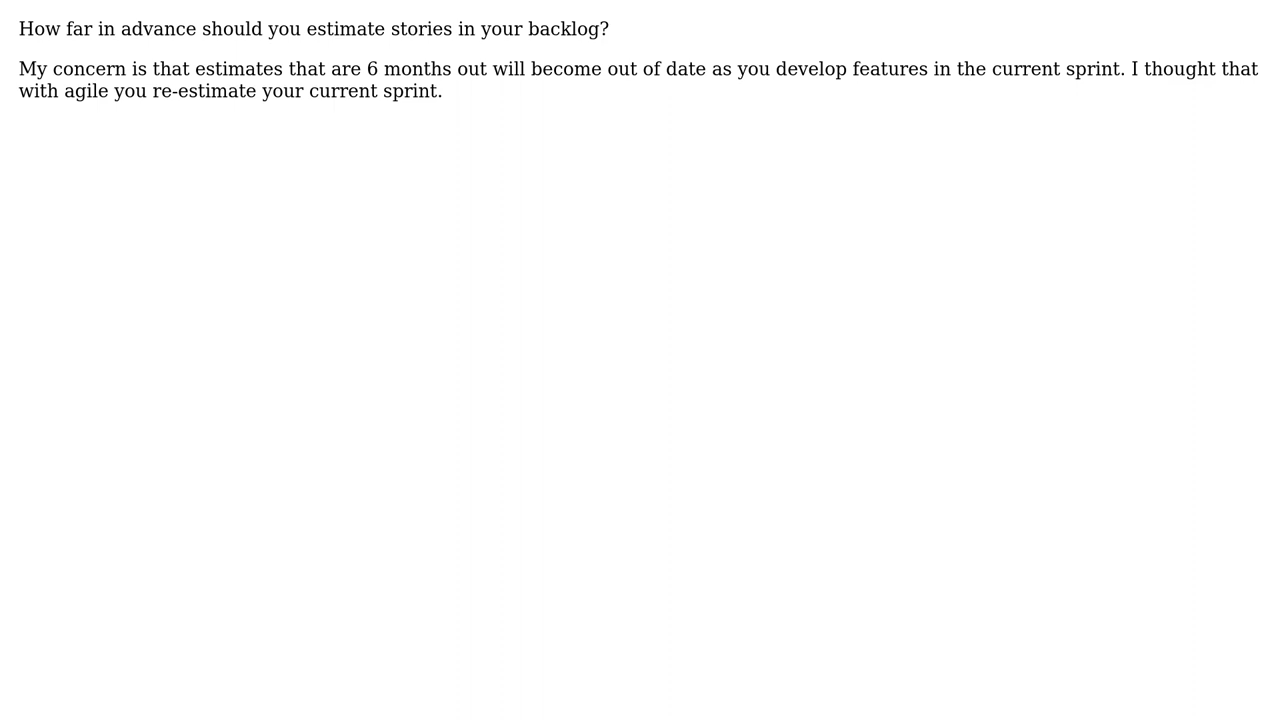 How far in advance should you estimate stories in your backlog?
My concern is that estimates that are 6 months out will become out of date as you develop features in the current sprint. I thought that
with agile you re-estimate your current sprint.